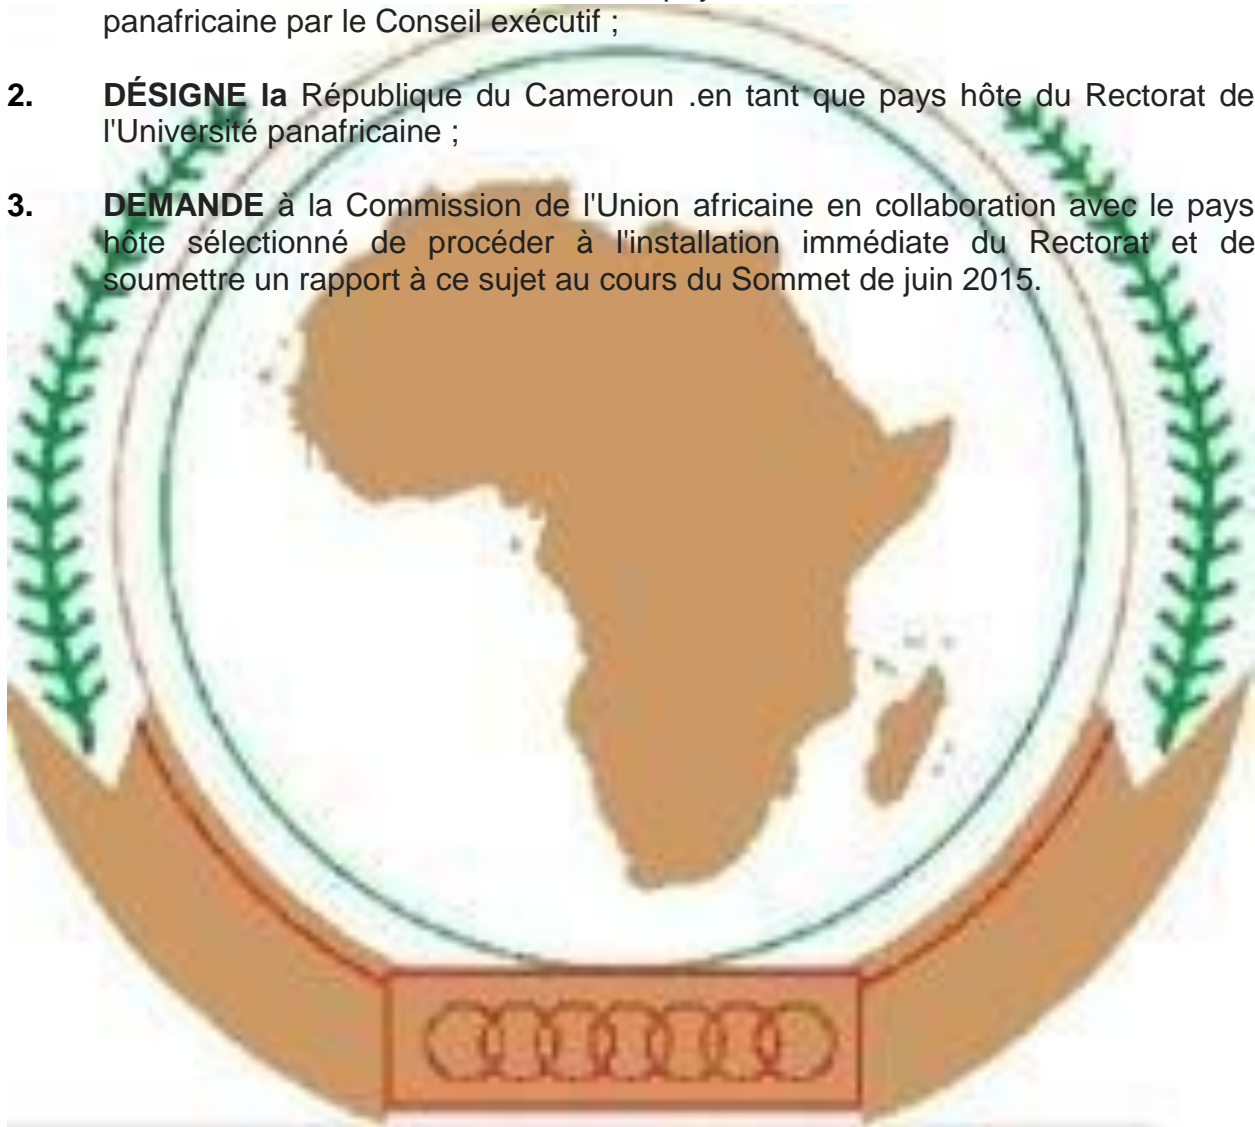 panafricaine par le Conseil exécutif ;
2. DÉSIGNE la République du Cameroun .en tant que pays hôte du Rectorat de
l'Université panafricaine ;
3. DEMANDE à la Commission de l'Union africaine en collaboration avec le pays
hôte sélectionné de procéder à l'installation immédiate du Rectorat et de
soumettre un rapport à ce sujet au cours du Sommet de juin 2015.